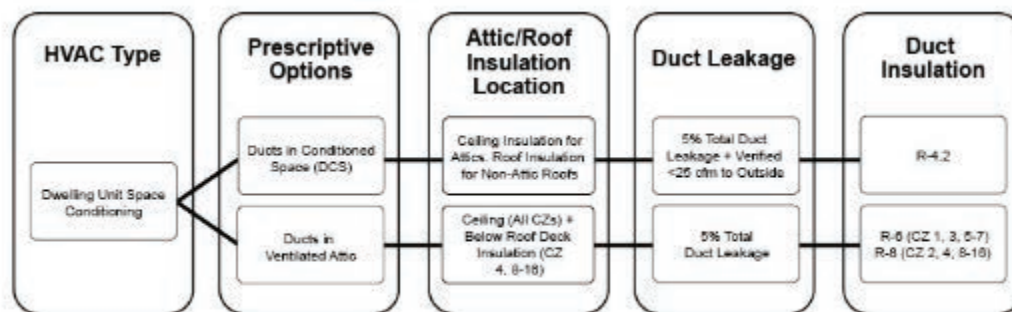 HVAC Type
Prescriptive
Options
Attic/Roof
Insulation
Location
Duct Leakage
Duct
Insulation
Dwelling Unit Space
Conditioning
Ducts in Conditioned
Space (DCS)
Ceiling Insulation for
Attics. Roof Insulation
for Non-Attic Roofs
5% Total Duct
Leakage + Verified
<25 cfm to Outside
R-4.2
Ducts in
Ventilated Attic
Ceiling (All CZs) +
Below Roof Deck
Insulation (CZ
4, 8-16)
5% Total
Duct Leakage
R-6 (CZ 1, 3, 5-7)
R-8 (CZ 2, 4, 8-16)